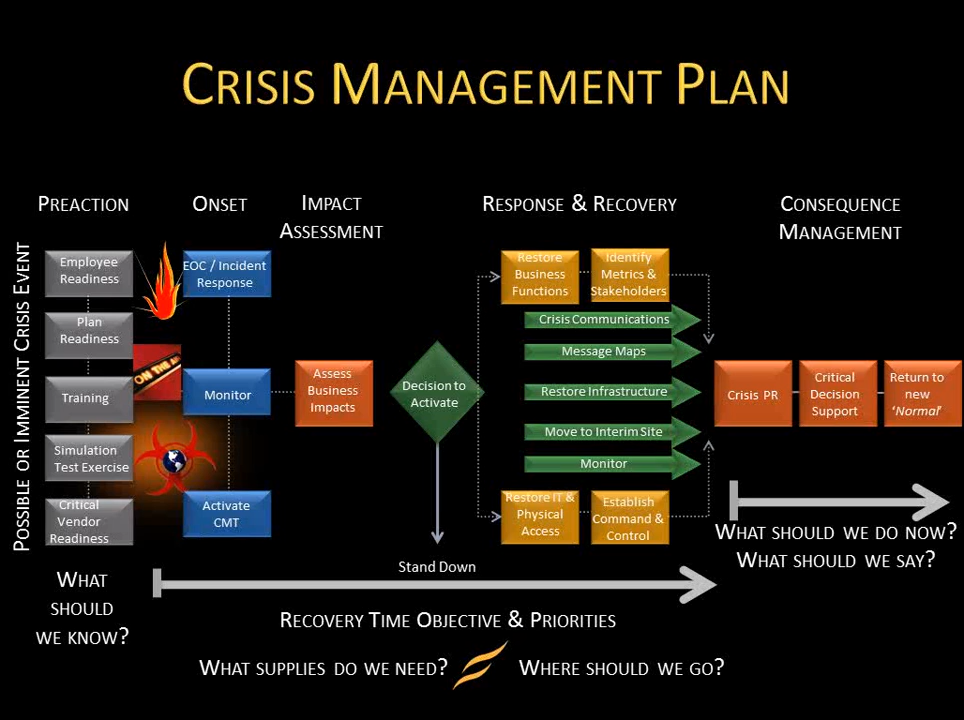 CRISIS MANAGEMENT PLAN
PREACTION
ONSET
IMPACT
ASSESSMENT
RESPONSE & RECOVERY
CONSEQUENCE
MANAGEMENT
POSSIBLE OR IMMINENT CRISIS EVENT
Employee
Readiness
Plan
Readiness
Training
Simulation
Test Exercise
Critical
Vendor
Readiness
ON THE AIR
EOC / Incident
Response
Monitor
Activate
CMT
Assess
Business
Impacts
Decision to
Activate
Stand Down
Restore
Business
Functions
Identify
Metrics &
Stakeholders
Crisis Communications
Message Maps
Restore Infrastructure
Move to Interim Site
Monitor
Restore IT &
Physical
Access
Establish
Command &
Control
Crisis PR
Critical
Decision
Support
Return to
new
'Normal'
WHAT SHOULD WE DO NOW?
WHAT SHOULD WE SAY?
WHAT
SHOULD
WE KNOW?
RECOVERY TIME OBJECTIVE & PRIORITIES
WHAT SUPPLIES DO WE NEED?
WHERE SHOULD WE GO?